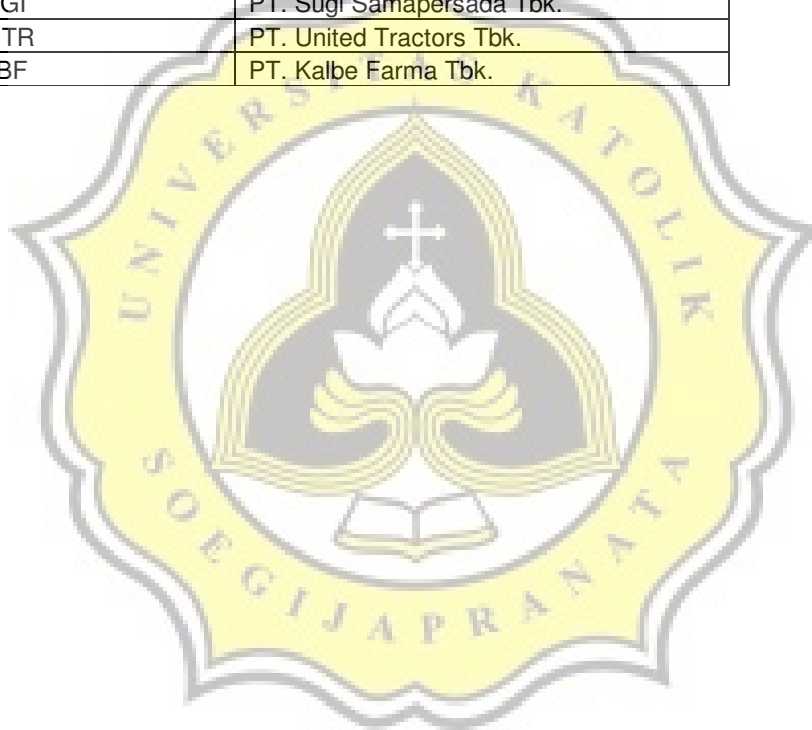 GI PT. Sugi Samapersada Tbk.
TR PT. United Tractors Tbk.
BF PT. Kalbe Farma Tbk.
UNIVERSITAS KATOLIK
SOEGIJAPRANATA